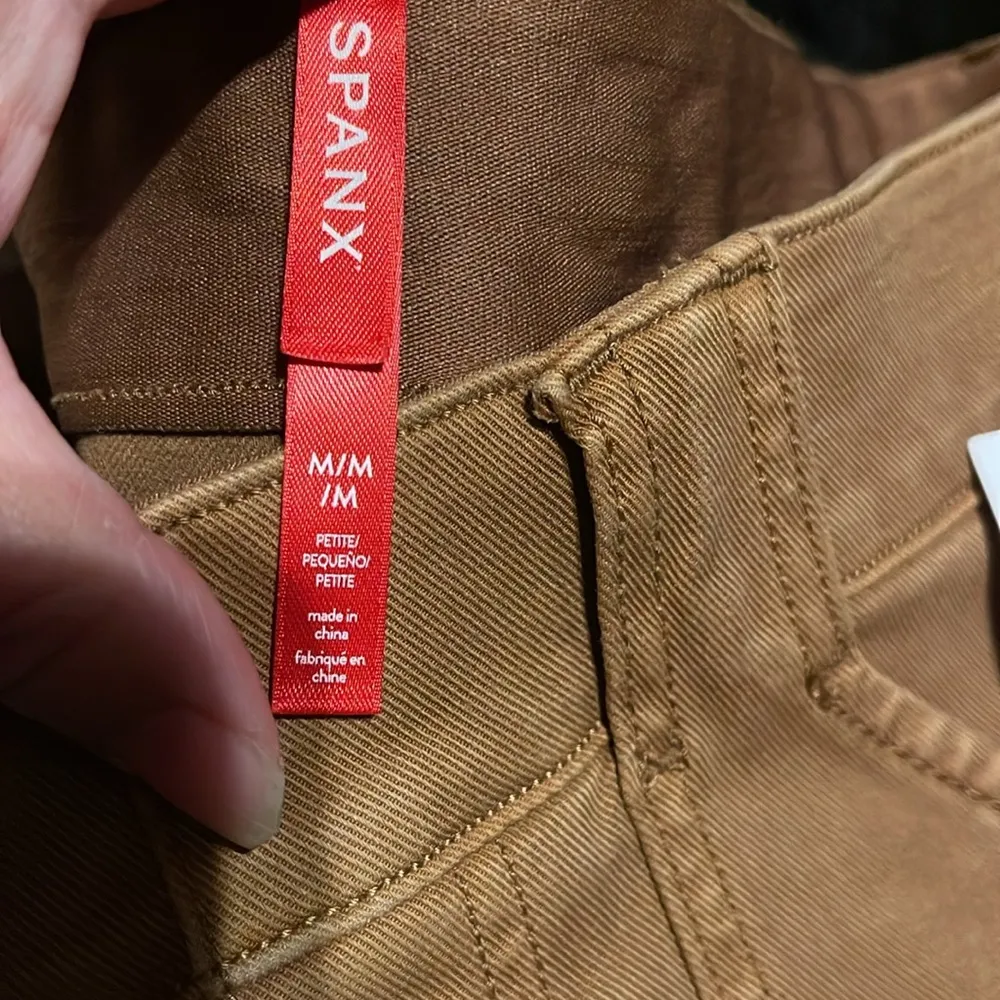 SPANX
M/M
/M
PETITE/
PEQUEÑO/
PETITE
made in
china
fabriqué en
chine